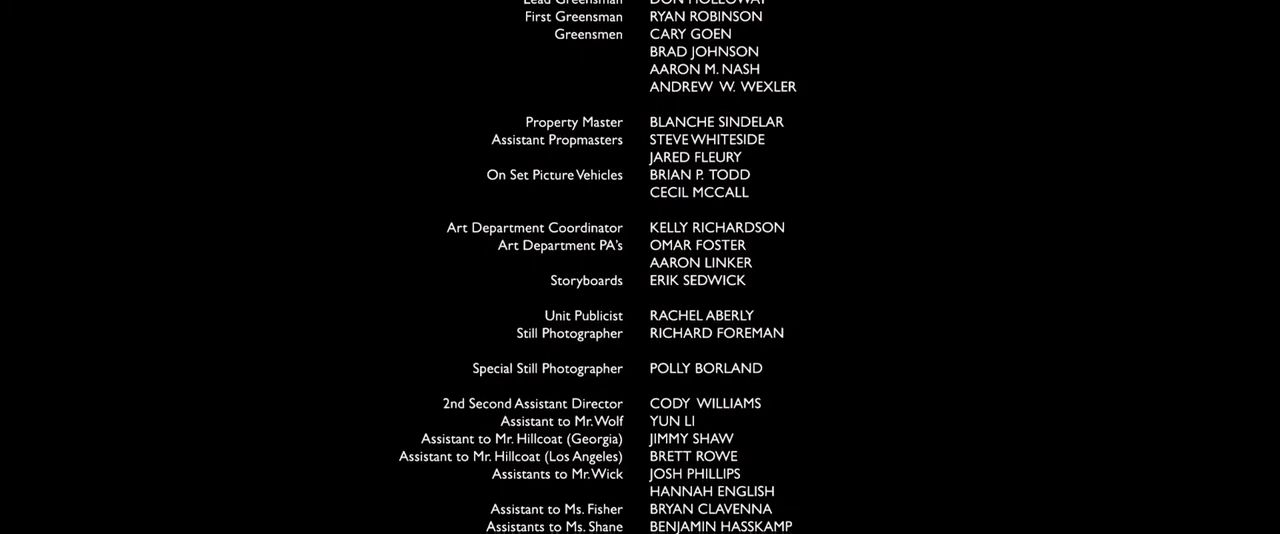 Lead Greensman DON HOLLOWAY
First Greensman RYAN ROBINSON
Greensmen CARY GOEN
BRAD JOHNSON
AARON M. NASH
ANDREW W. WEXLER
Property Master BLANCHE SINDELAR
Assistant Propmasters STEVE WHITESIDE
JARED FLEURY
On Set Picture Vehicles BRIAN P. TODD
CECIL MCCALL
Art Department Coordinator KELLY RICHARDSON
Art Department PA's OMAR FOSTER
AARON LINKER
Storyboards ERIK SEDWICK
Unit Publicist RACHEL ABERLY
Still Photographer RICHARD FOREMAN
Special Still Photographer POLLY BORLAND
2nd Second Assistant Director CODY WILLIAMS
Assistant to Mr. Wolf YUN LI
Assistant to Mr. Hillcoat (Georgia) JIMMY SHAW
Assistant to Mr. Hillcoat (Los Angeles) BRETT ROWE
Assistants to Mr. Wick JOSH PHILLIPS
HANNAH ENGLISH
Assistant to Ms. Fisher BRYAN CLAVENNA
Assistants to Ms. Shane BENJAMIN HASSKAMP